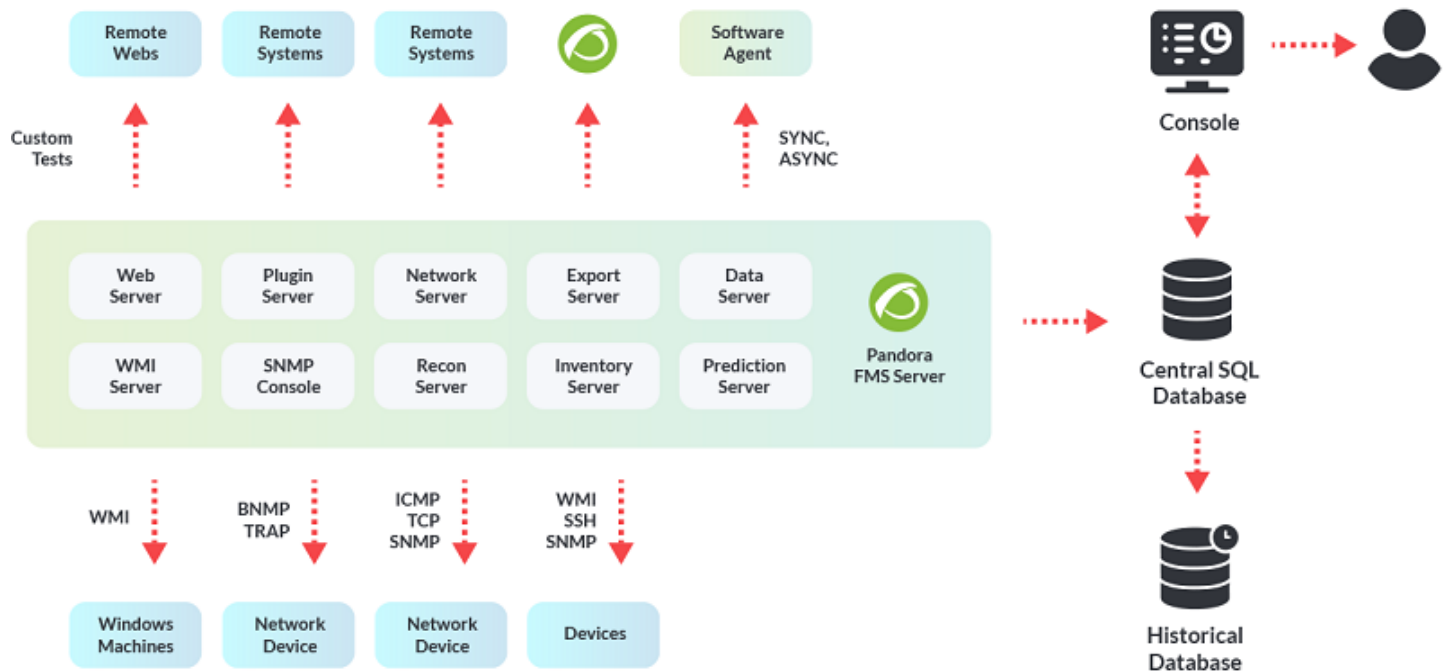 Remote
Webs
Remote
Systems
Remote
Systems
Software
Agent
Custom
Tests
SYNC,
ASYNC
Console
Web
Server
Plugin
Server
Network
Server
Export
Server
Data
Server
WMI
Server
SNMP
Console
Recon
Server
Inventory
Server
Prediction
Server
Pandora
FMS Server
Central SQL
Database
WMI
BNMP
TRAP
ICMP
TCP
SNMP
WMI
SSH
SNMP
Windows
Machines
Network
Device
Network
Device
Devices
Historical
Database